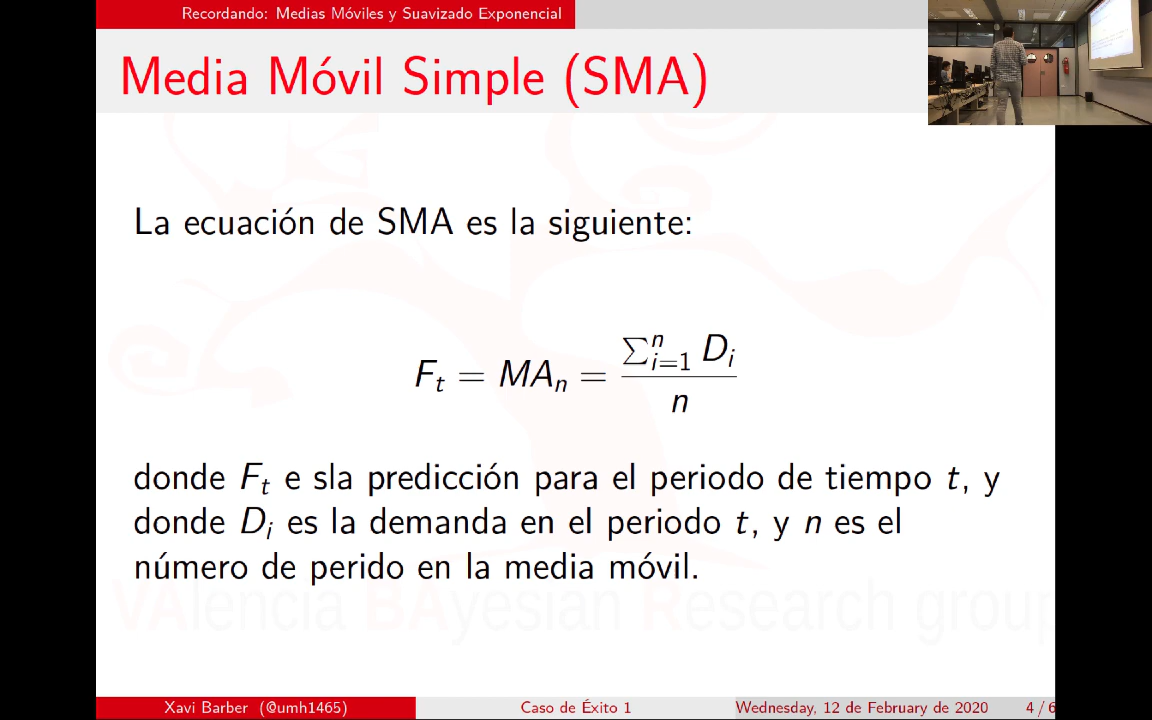 Recordando: Medias Móviles y Suavizado Exponencial
Media Móvil Simple (SMA)
La ecuación de SMA es la siguiente:
F_t = MA_n = \frac{\sum_{i=1}^{n} D_i}{n}
donde F_t e sla predicción para el periodo de tiempo t, y
donde D_i es la demanda en el periodo t, y n es el
número de perido en la media móvil.
VAlencia BAyesian Research group
Xavi Barber (@umh1465) Caso de Éxito 1 Wednesday, 12 de February de 2020 4 / 6